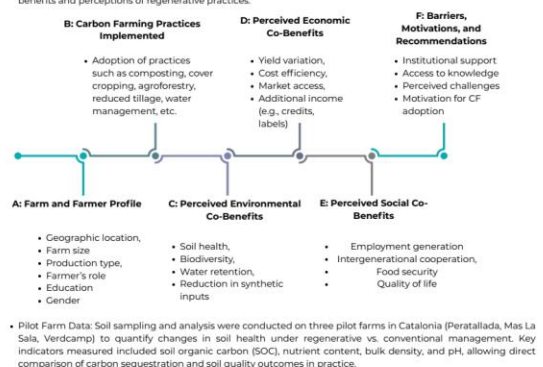 benefits and perceptions of regenerative practices.
B: Carbon Farming Practices
Implemented
• Adoption of practices
such as composting, cover
cropping, agroforestry,
reduced tillage, water
management, etc.
D: Perceived Economic
Co-Benefits
• Yield variation,
• Cost efficiency,
• Market access,
• Additional income
(e.g., credits,
labels)
F: Barriers,
Motivations, and
Recommendations
• Institutional support
• Access to knowledge
• Perceived challenges
• Motivation for CF
adoption
A: Farm and Farmer Profile
• Geographic location,
• Farm size
• Production type,
• Farmer's role
• Education
• Gender
C: Perceived Environmental
Co-Benefits
• Soil health,
• Biodiversity,
• Water retention,
• Reduction in synthetic
inputs
E: Perceived Social Co-
Benefits
• Employment generation
• Intergenerational cooperation,
• Food security
• Quality of life
• Pilot Farm Data: Soil sampling and analysis were conducted on three pilot farms in Catalonia (Peratallada, Mas La
Sala, Verdcamp) to quantify changes in soil health under regenerative vs. conventional management. Key
indicators measured included soil organic carbon (SOC), nutrient content, bulk density, and pH, allowing direct
comparison of carbon sequestration and soil quality outcomes in practice.